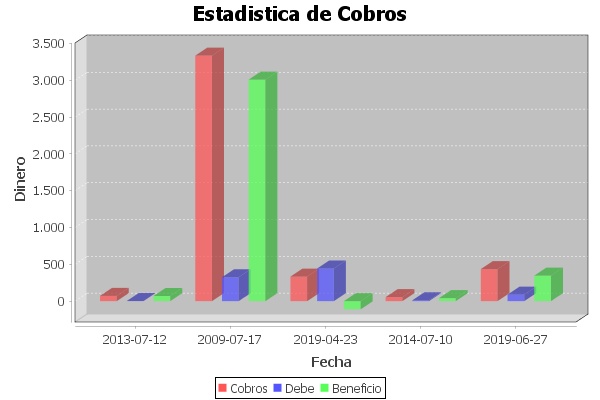 Estadistica de Cobros
Dinero
3.500
3.000
2.500
2.000
1.500
1.000
500
0
2013-07-12 2009-07-17 2019-04-23 2014-07-10 2019-06-27
Fecha
Cobros Debe Beneficio